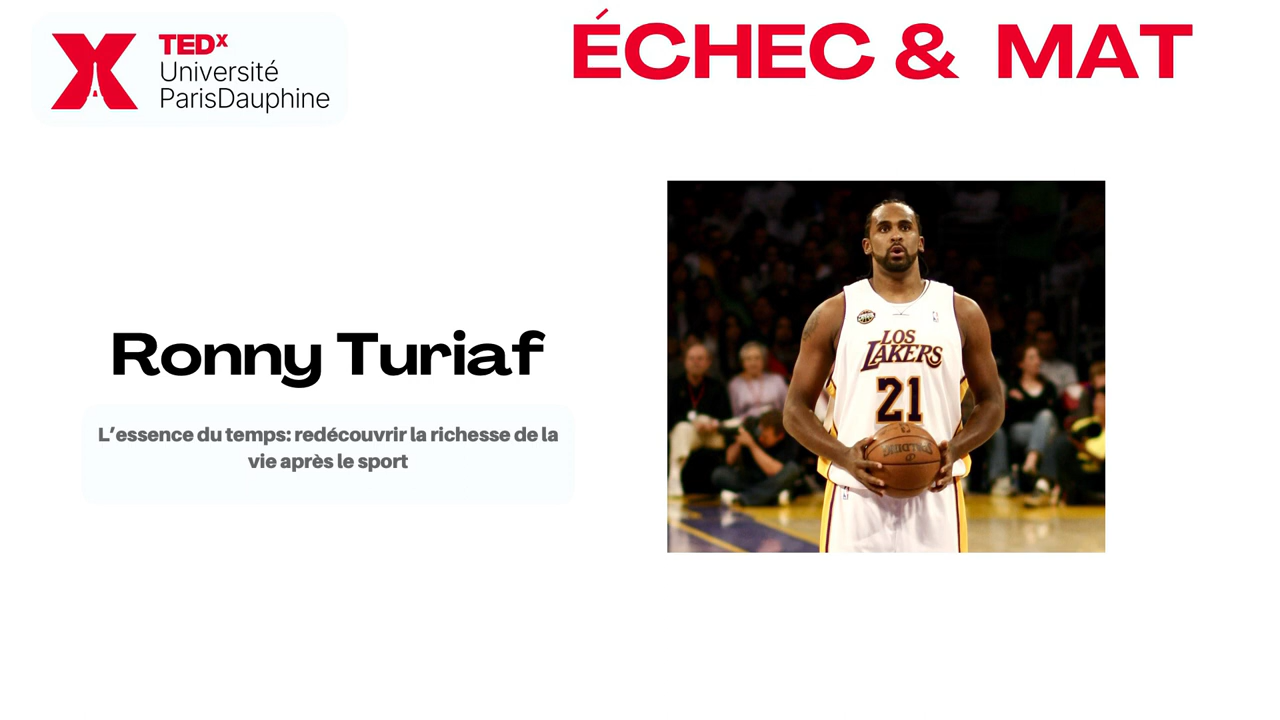 TEDx
Université
ParisDauphine
ÉCHEC & MAT
Ronny Turiaf
L’essence du temps: redécouvrir la richesse de la
vie après le sport
LOS
LAKERS
21
SPALDING